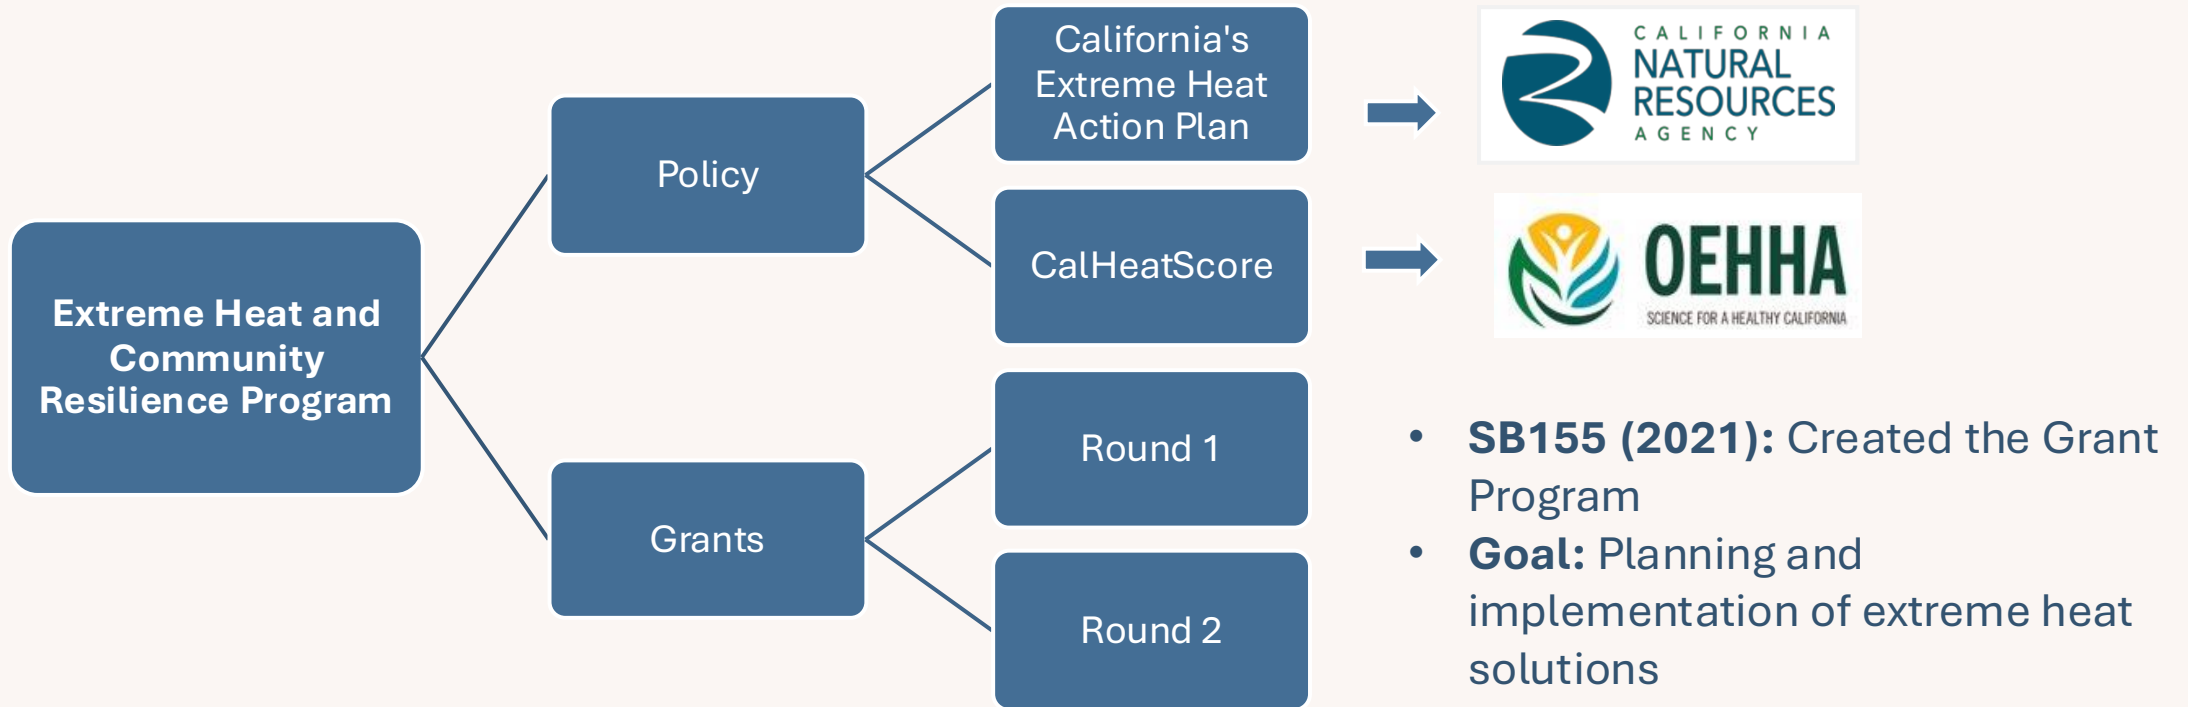 Extreme Heat and
Community
Resilience Program
Policy
Grants
California's
Extreme Heat
Action Plan
CalHeatScore
Round 1
Round 2
CALIFORNIA
NATURAL
RESOURCES
AGENCY
OEHHA
SCIENCE FOR A HEALTHY CALIFORNIA
• SB155 (2021): Created the Grant
Program
• Goal: Planning and
implementation of extreme heat
solutions